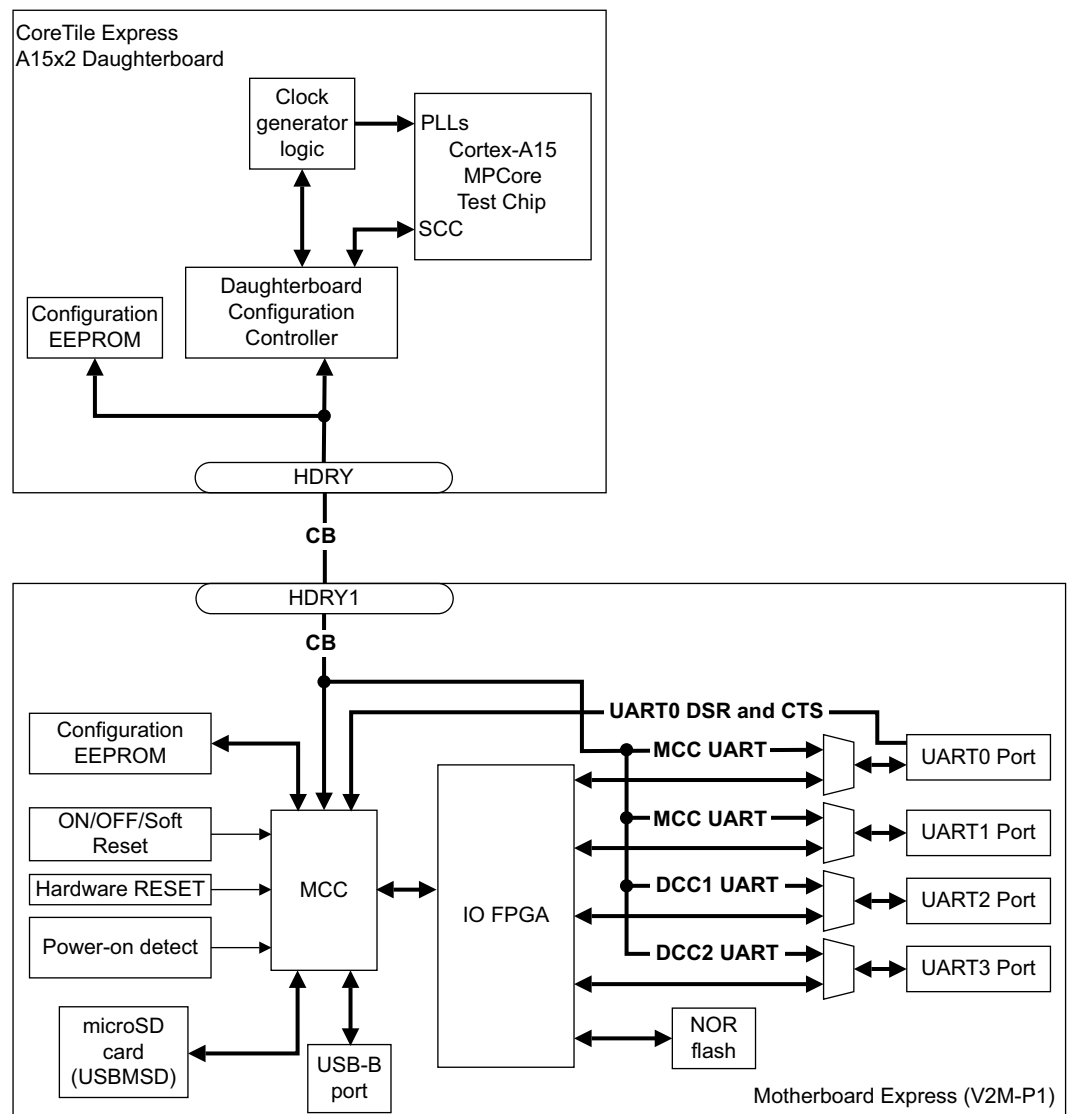 CoreTile Express
A15x2 Daughterboard
Clock
generator
logic
PLLs
Cortex-A15
MPCore
Test Chip
SCC
Daughterboard
Configuration
Controller
Configuration
EEPROM
HDRY
CB
HDRY1
CB
UART0 DSR and CTS
Configuration
EEPROM
MCC UART
UART0 Port
ON/OFF/Soft
Reset
MCC UART
UART1 Port
Hardware RESET
MCC
IO FPGA
DCC1 UART
UART2 Port
Power-on detect
DCC2 UART
UART3 Port
microSD
card
(USBMSD)
USB-B
port
NOR
flash
Motherboard Express (V2M-P1)